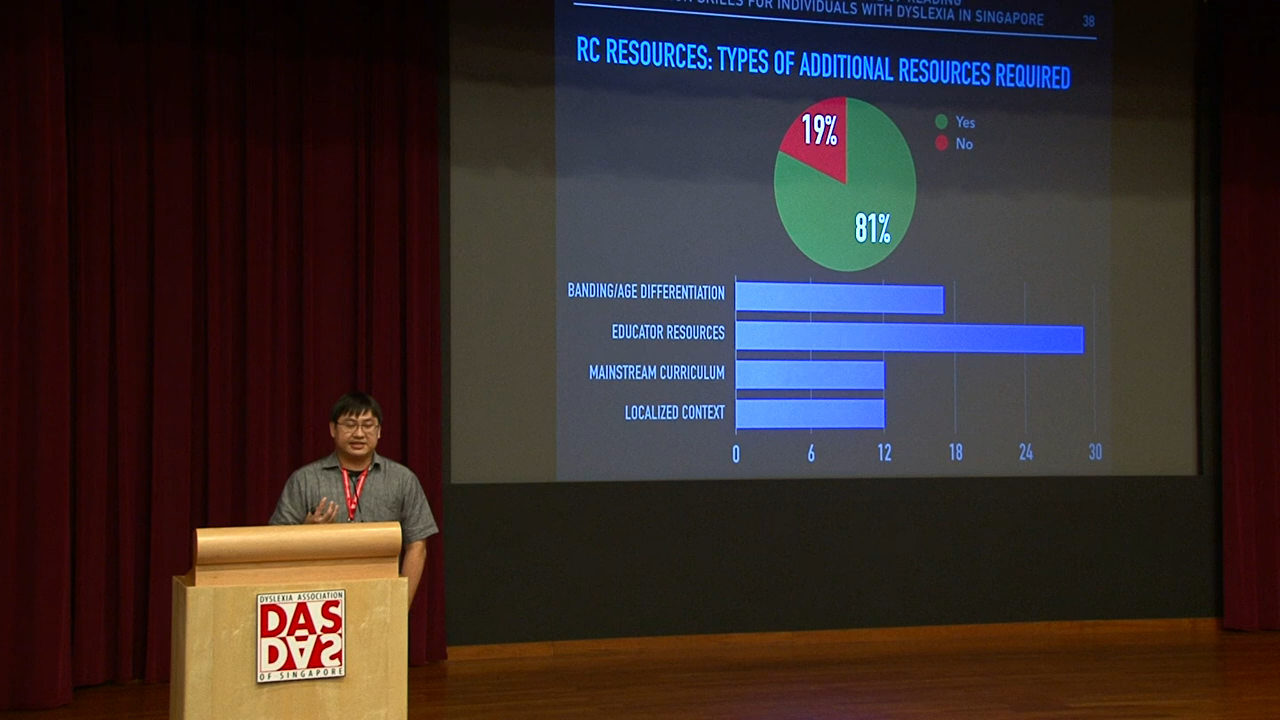 FOR INDIVIDUALS WITH DYSLEXIA IN SINGAPORE
38
RC RESOURCES: TYPES OF ADDITIONAL RESOURCES REQUIRED
19%
81%
Yes
No
BANDING/AGE DIFFERENTIATION
EDUCATOR RESOURCES
MAINSTREAM CURRICULUM
LOCALIZED CONTEXT
0 6 12 18 24 30
DYSLEXIA ASSOCIATION
DAS
DAS
OF SINGAPORE